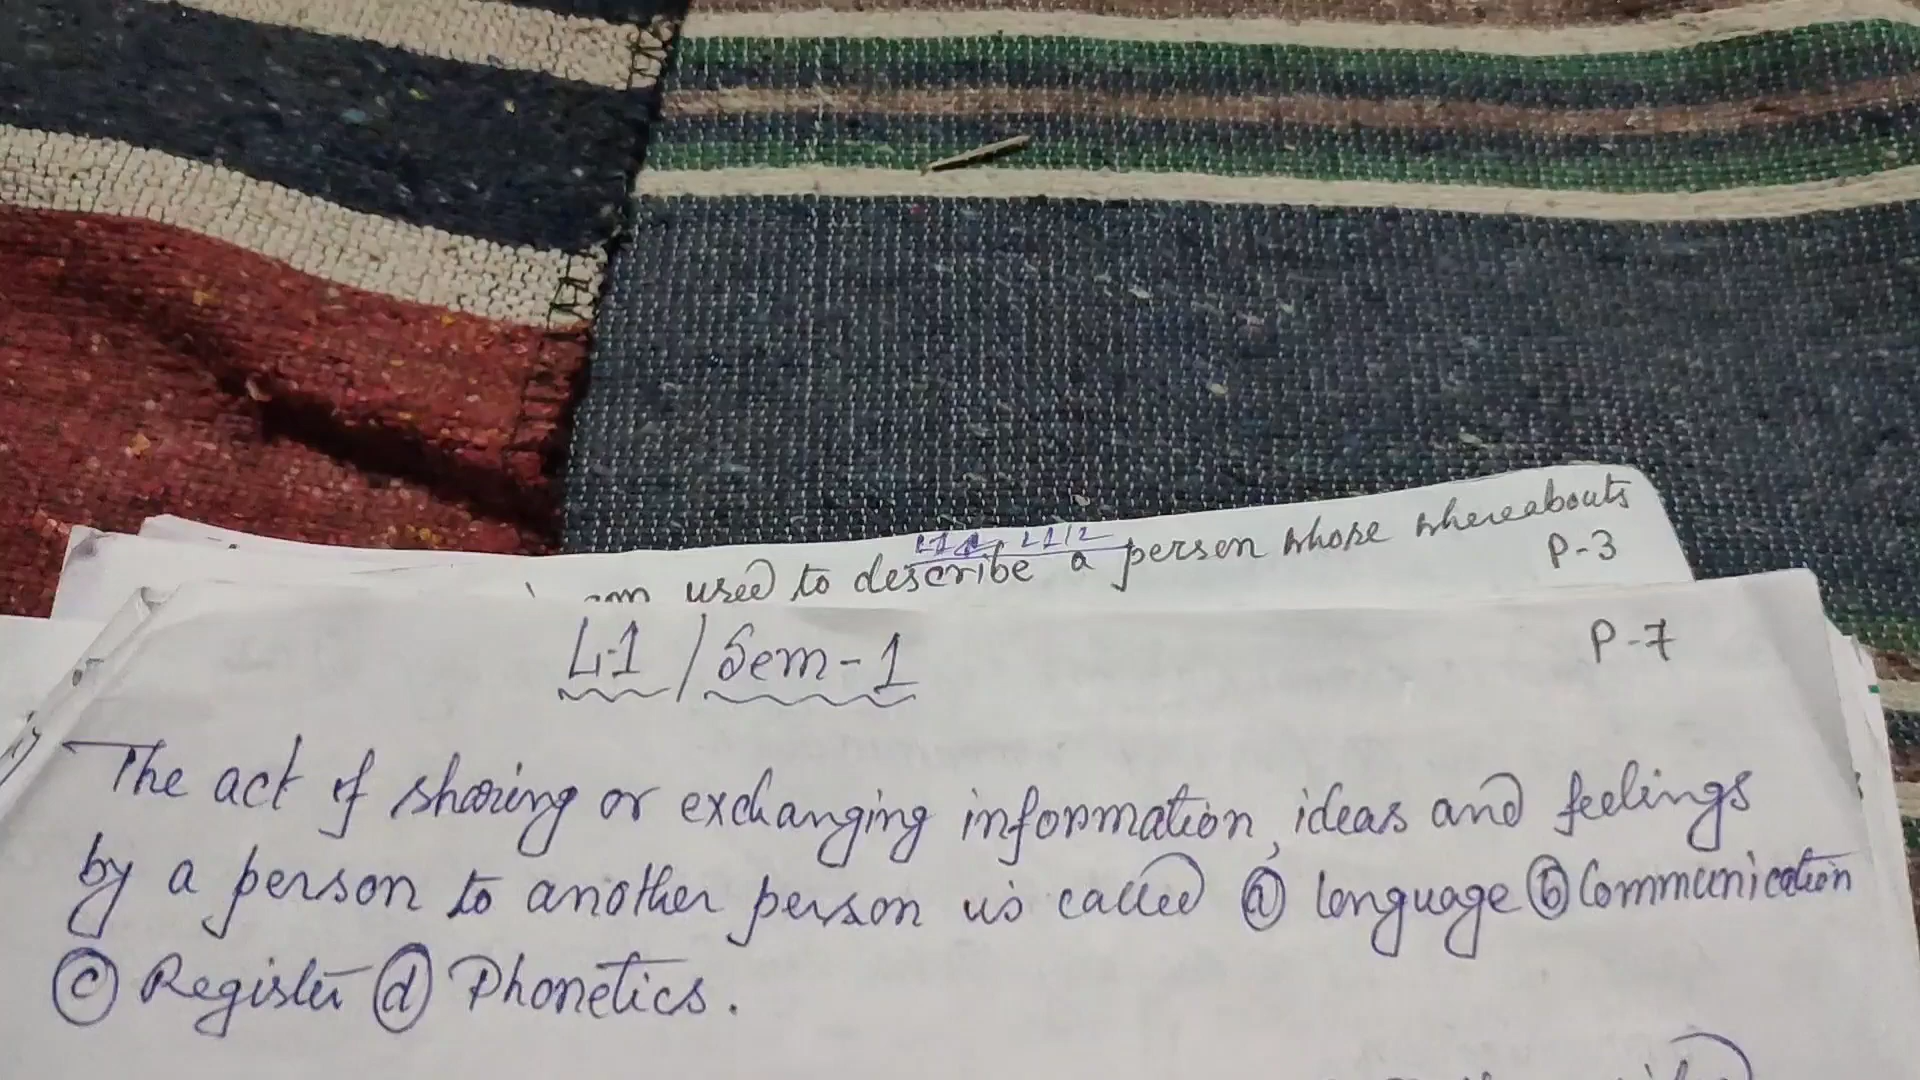 used to describe a person whose whereabouts
P-3
L-1 / Sem-1
P-7
The act of sharing or exchanging information, ideas and feelings
by a person to another person is called ⓐ language ⓑ Communication
ⓒ Register ⓓ Phonetics.